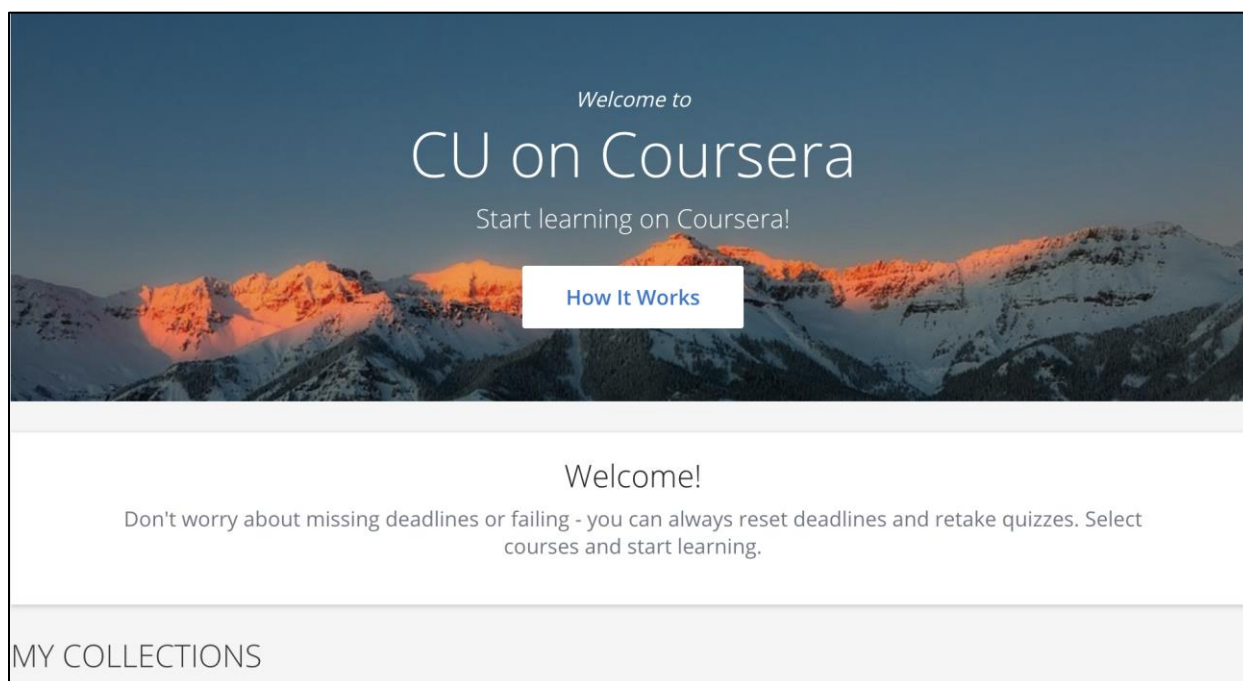 Welcome to
CU on Coursera
Start learning on Coursera!
How It Works
Welcome!
Don't worry about missing deadlines or failing - you can always reset deadlines and retake quizzes. Select
courses and start learning.
MY COLLECTIONS